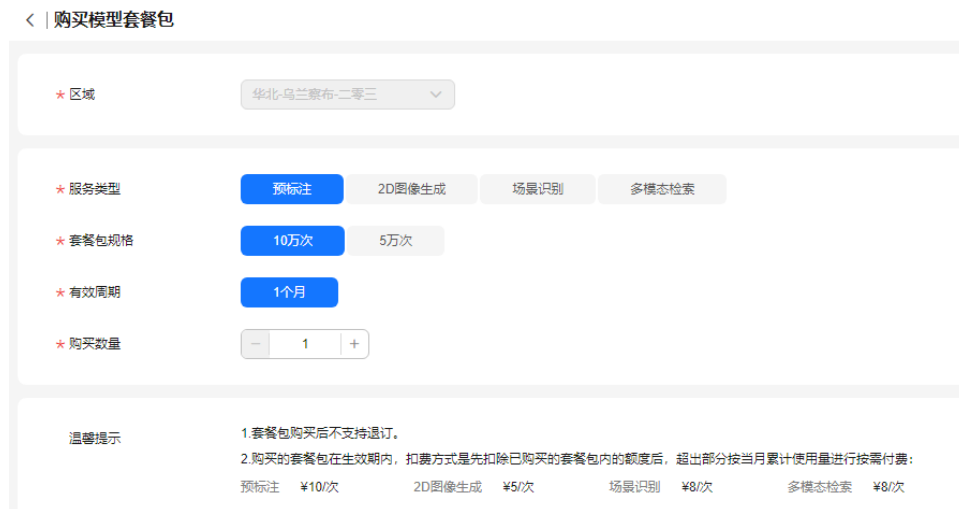 购买模型套餐包
* 区域 华北-乌兰察布-二零三
* 服务类型 预标注 2D图像生成 场景识别 多模态检索
* 套餐包规格 10万次 5万次
* 有效周期 1个月
* 购买数量 − 1 +
温馨提示 1.套餐包购买后不支持退订。
2.购买的套餐包在生效期内，扣费方式是先扣除已购买的套餐包内的额度后，超出部分按当月累计使用量进行按需付费：
预标注 ¥10/次 2D图像生成 ¥5/次 场景识别 ¥8/次 多模态检索 ¥8/次